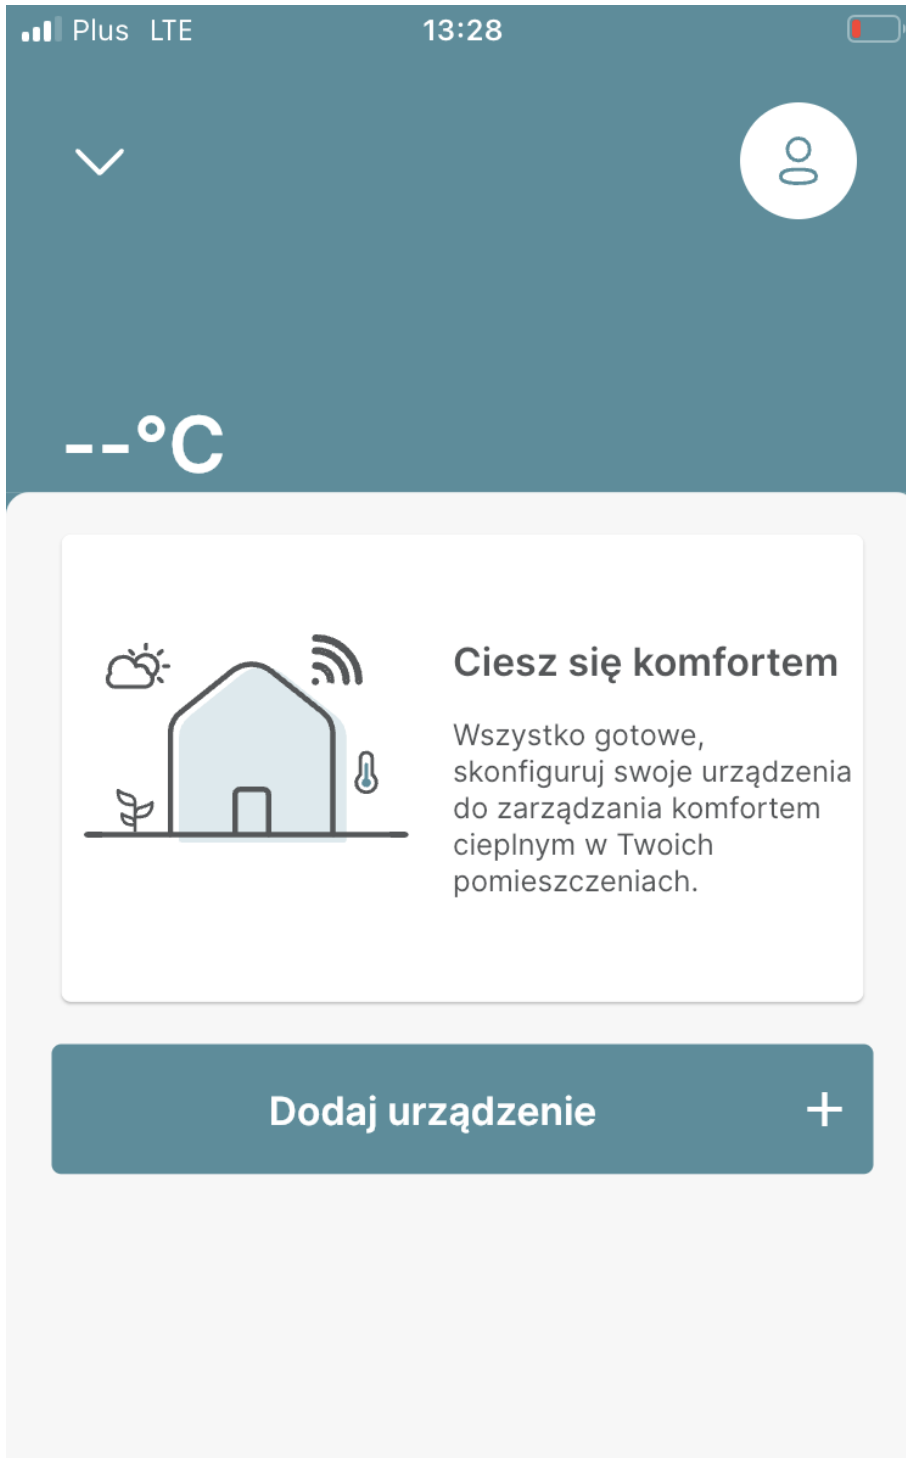 Plus LTE 13:28
--°C
Ciesz się komfortem
Wszystko gotowe,
skonfiguruj swoje urządzenia
do zarządzania komfortem
cieplnym w Twoich
pomieszczeniach.
Dodaj urządzenie +